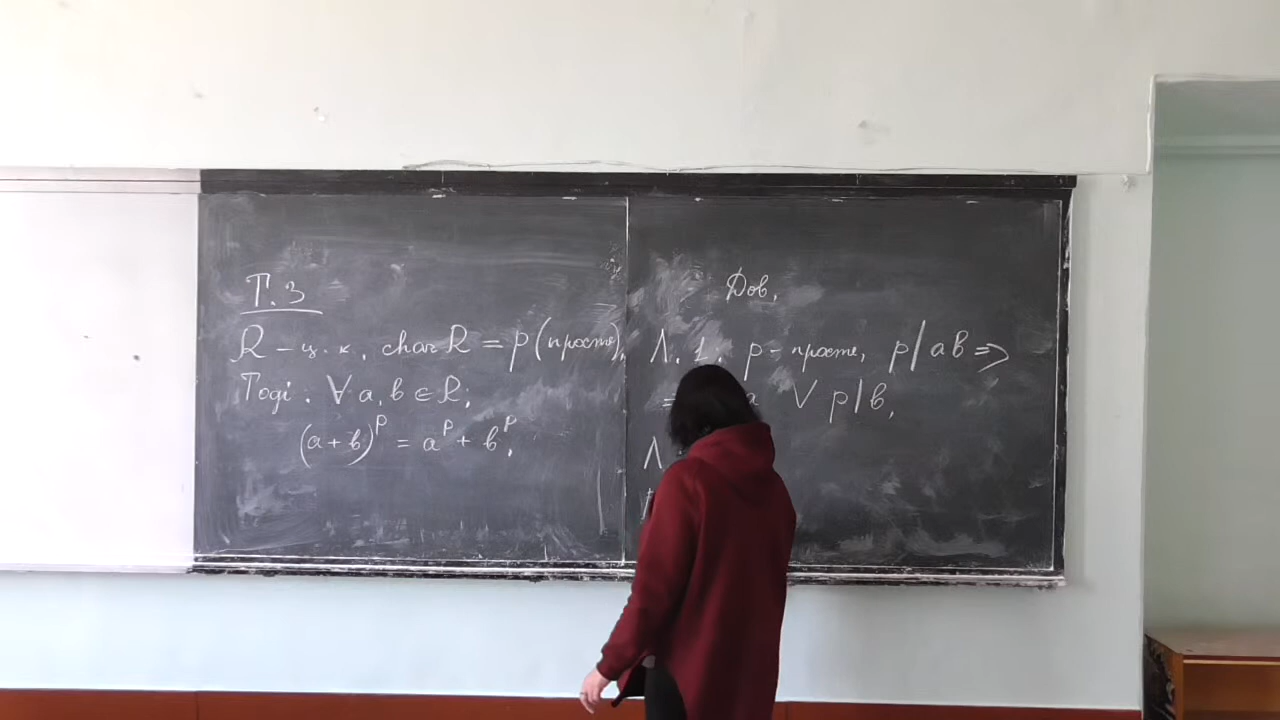 Т. 3
R – ц. к., char R = p (просте),
Тоді: ∀ a, b ∈ R:
(a + b)^p = a^p + b^p.
Дов.
Л. 1: p – просте, p | ab ⇒
= a ∨ p | b.
Л